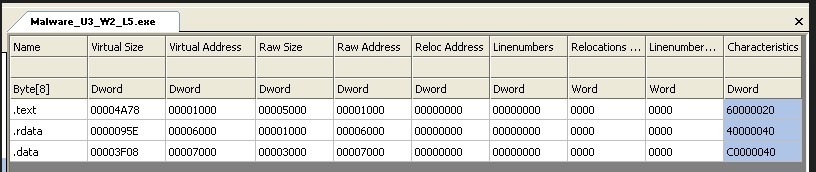 Malware_U3_W2_L5.exe
Name Virtual Size Virtual Address Raw Size Raw Address Reloc Address Linenumbers Relocations ... Linenumber... Characteristics
Byte[8] Dword Dword Dword Dword Dword Dword Word Word Dword
.text 00004A78 00001000 00005000 00001000 00000000 00000000 0000 0000 60000020
.rdata 0000095E 00006000 00001000 00006000 00000000 00000000 0000 0000 40000040
.data 00003F08 00007000 00003000 00007000 00000000 00000000 0000 0000 C0000040